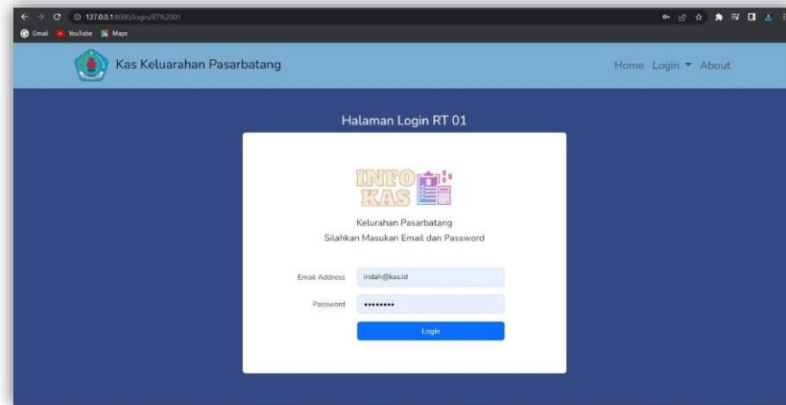 127.0.0.1:8000/login/RT%2001
Gmail YouTube Maps
Kas Keluarahan Pasarbatang
Home Login About
Halaman Login RT 01
INFO
KAS
Kelurahan Pasarbatang
Silahkan Masukan Email dan Password
Email Address indah@kas.id
Password ••••••••
Login